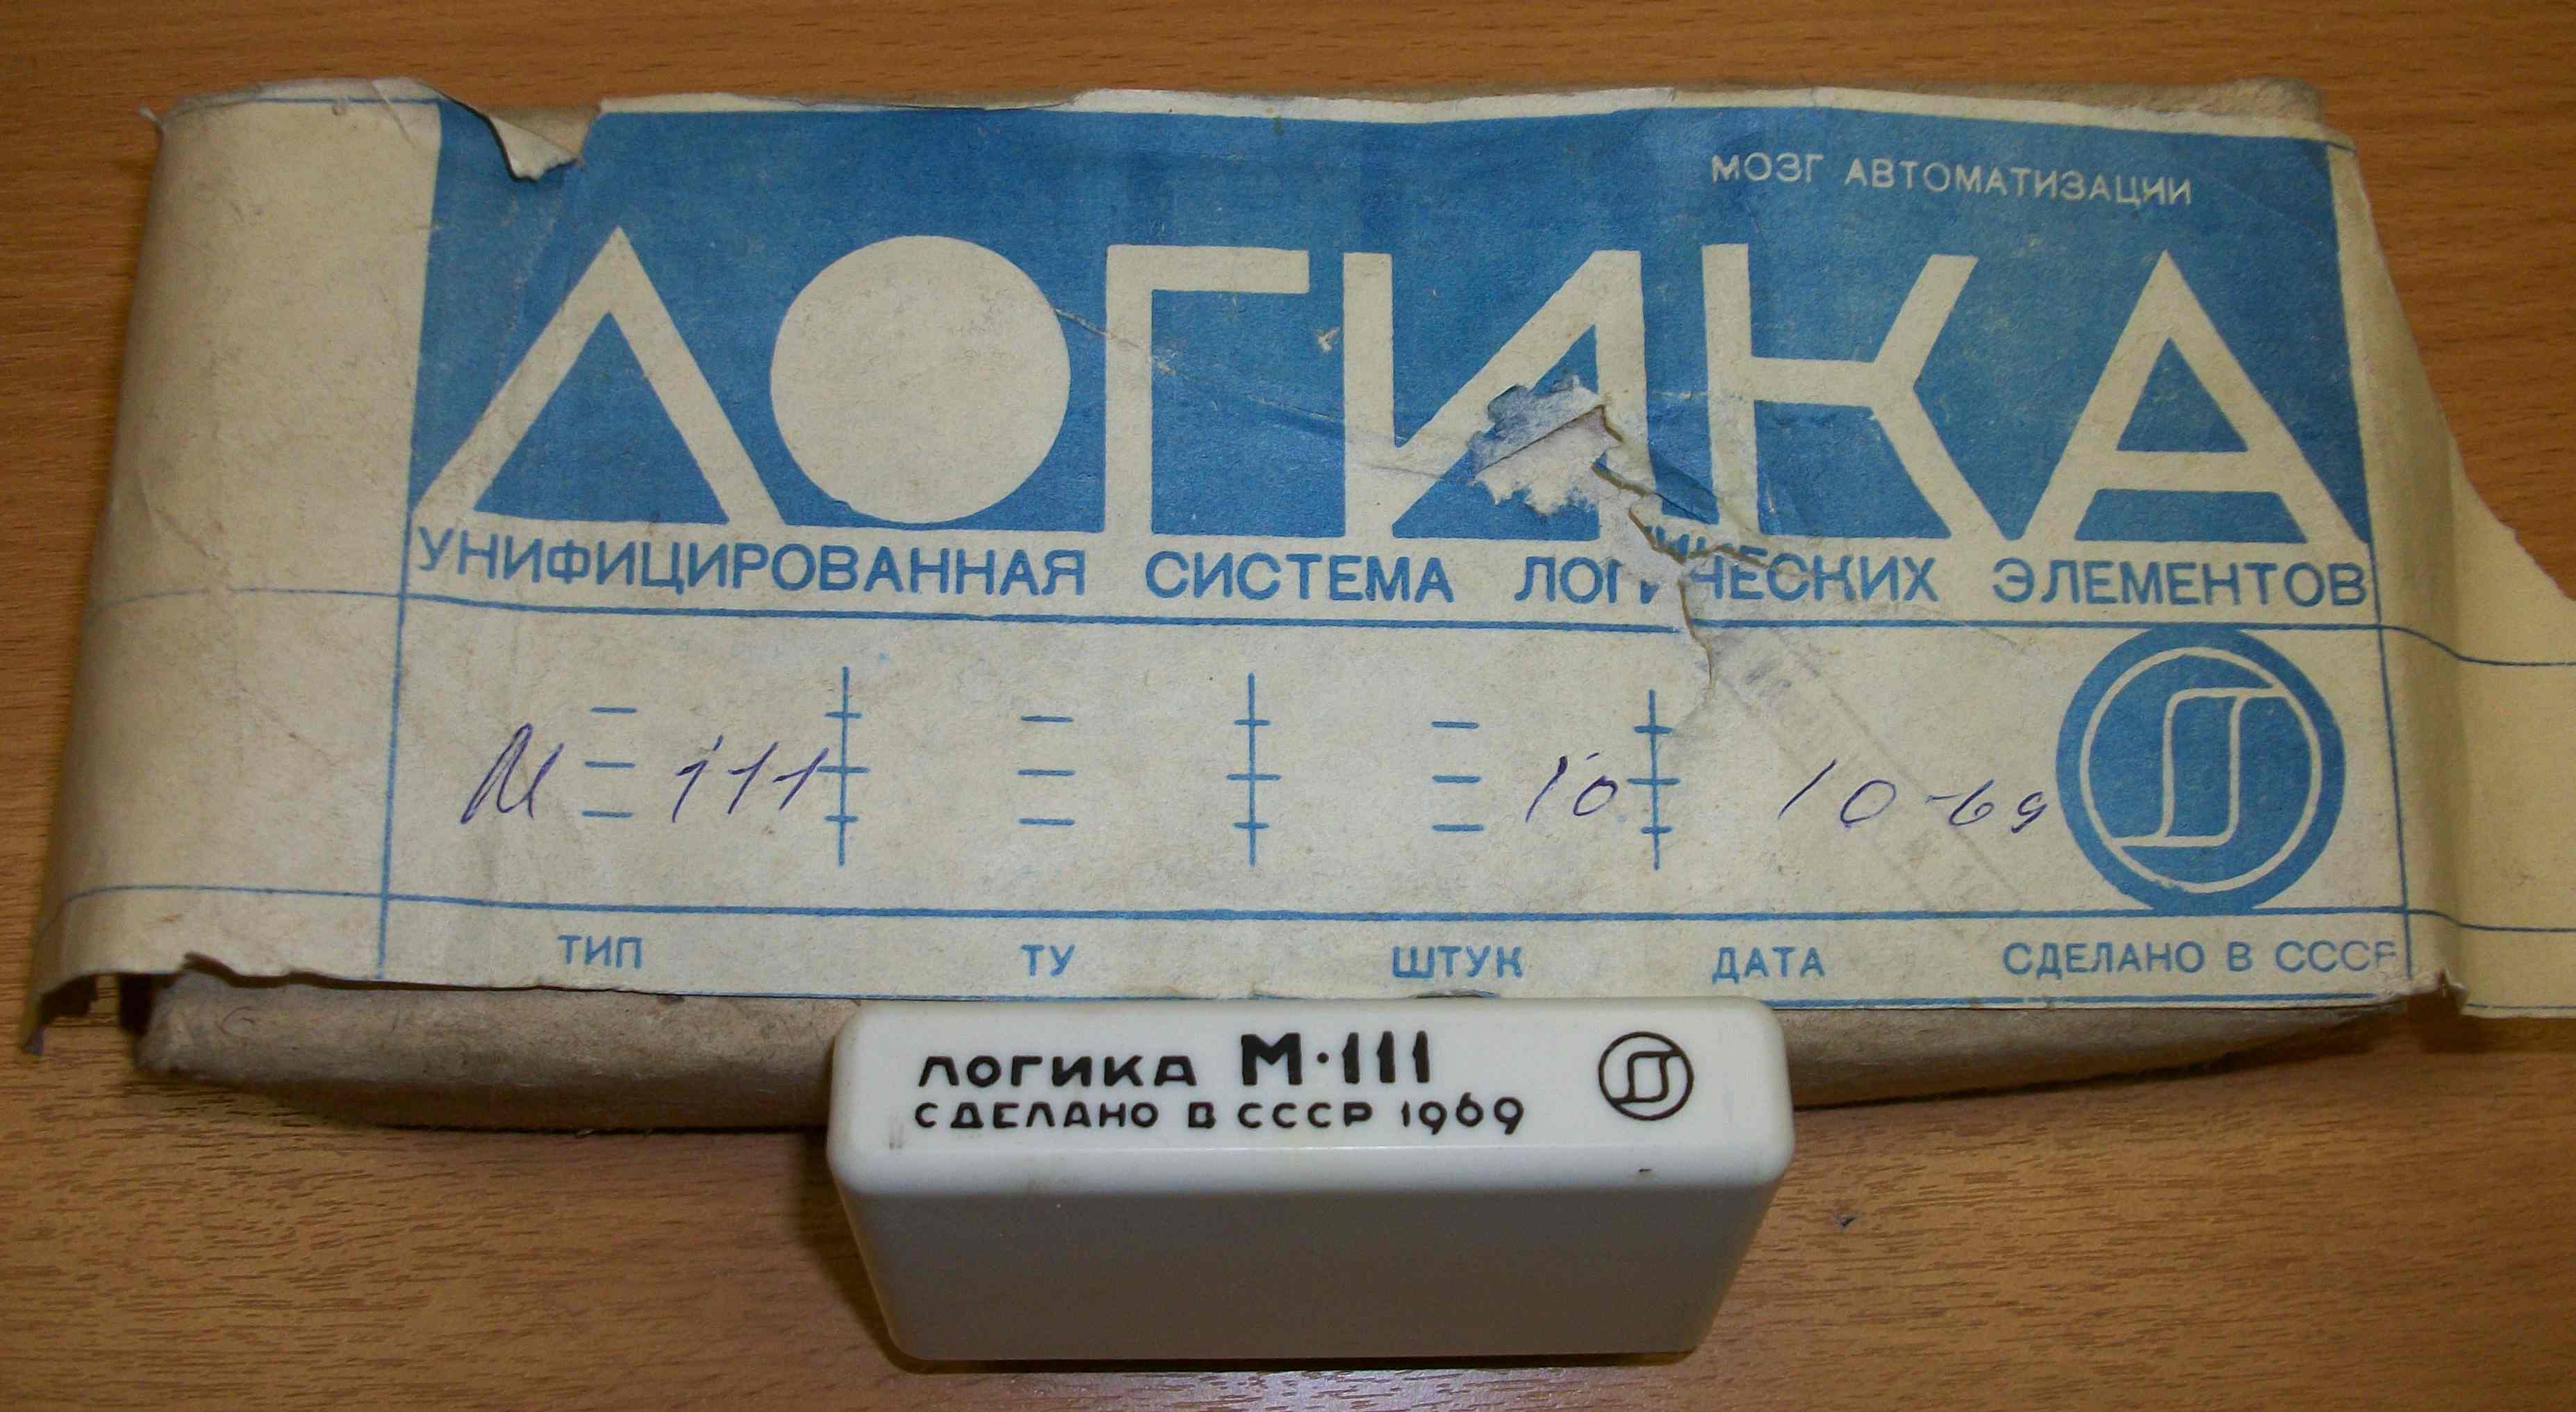 МОЗГ АВТОМАТИЗАЦИИ
ЛОГИКА
УНИФИЦИРОВАННАЯ СИСТЕМА ЛОГИЧЕСКИХ ЭЛЕМЕНТОВ
М 111 10 10-69
ТИП ТУ ШТУК ДАТА СДЕЛАНО В СССР
ЛОГИКА М·111
СДЕЛАНО В СССР 1969